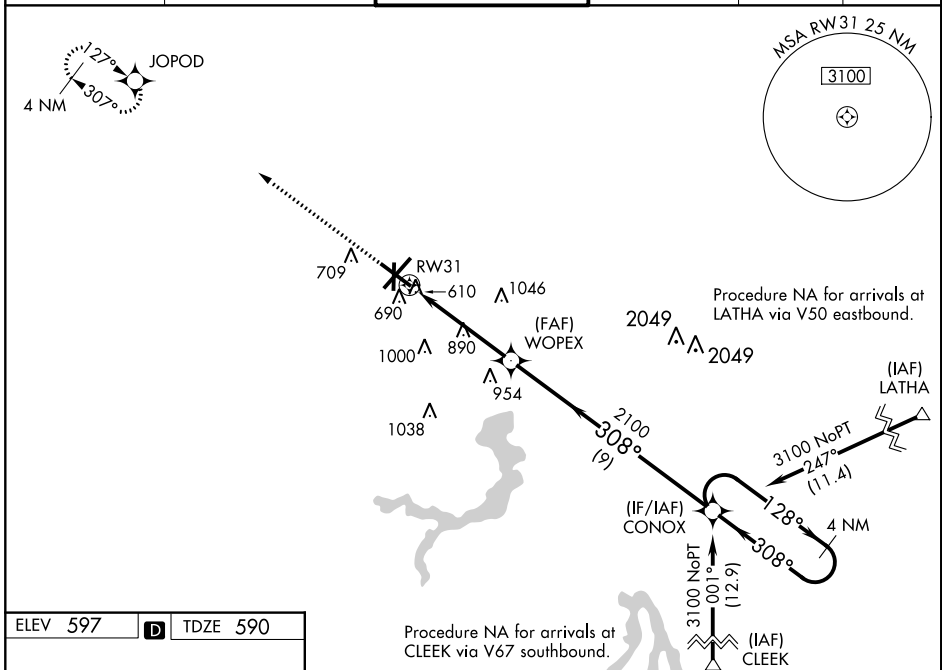 MSA RW31 25 NM
3100
127°
JOPOD
307°
4 NM
RW31
709
610
1046
690
Procedure NA for arrivals at
LATHA via V50 eastbound.
(FAF)
WOPEX
2049
2049
1000
890
954
(IAF)
LATHA
1038
2100
308°
(9)
3100 NoPT
247°
(11.4)
(IF/IAF)
CONOX
128°
4 NM
308°
3100 NoPT
001°
(12.9)
ELEV 597
D
TDZE 590
Procedure NA for arrivals at
CLEEK via V67 southbound.
(IAF)
CLEEK